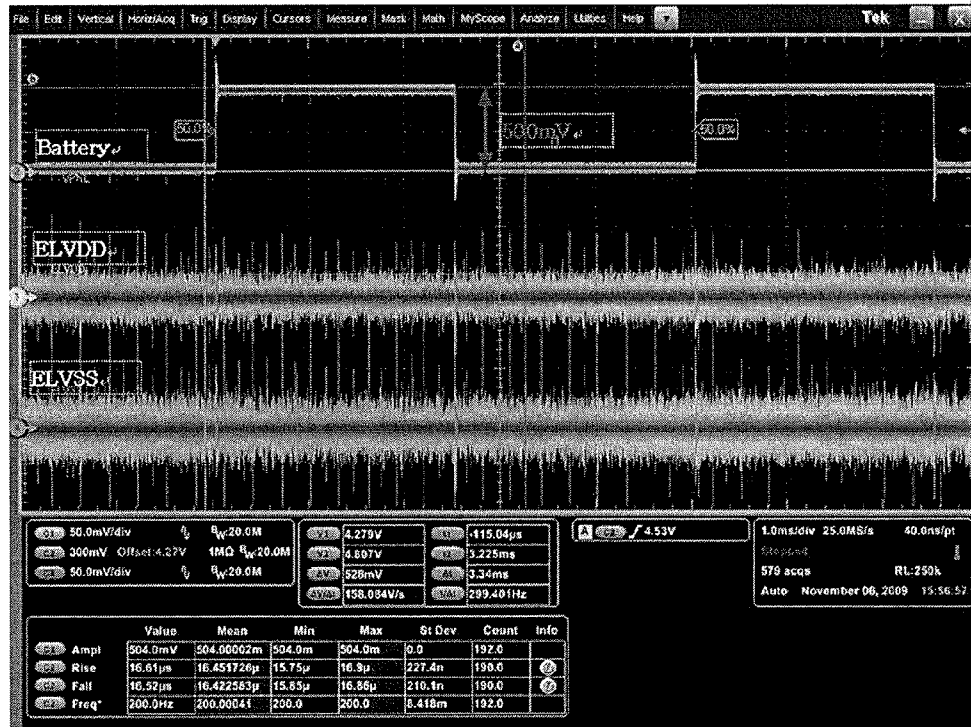 File Edit Vertical Horiz/Acq Trig Display Cursors Measure Mask Math MyScope Analyze Utilities Help Tek
50.0%
500mV
50.0%
Battery
ELVDD
ELVSS
50.0mV/div BW:20.0M
300mV Offset:4.27V 1MΩ BW:20.0M
50.0mV/div BW:20.0M
4.279V
4.807V
ΔV 528mV
158.084V/s
-115.04µs
3.225ms
3.34ms
299.401Hz
A 4.53V
1.0ms/div 25.0MS/s 40.0ns/pt
Stopped
579 acqs RL:250k
Auto November 06, 2009 15:56:57
Value Mean Min Max St Dev Count Info
Ampl 504.0mV 504.00002m 504.0m 504.0m 0.0 192.0
Rise 16.61µs 16.451726µ 15.75µ 16.9µ 227.4n 190.0
Fall 16.52µs 16.422583µ 15.85µ 16.86µ 210.1n 190.0
Freq* 200.0Hz 200.00041 200.0 200.0 8.418m 192.0